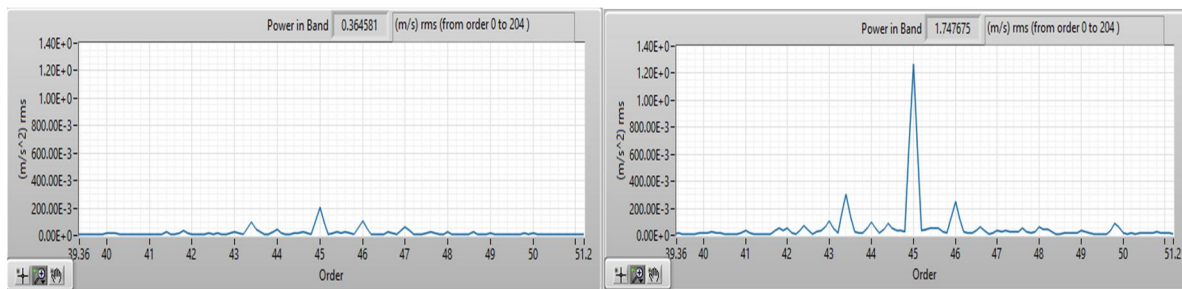 Power in Band 0.364581 (m/s) rms (from order 0 to 204 )
1.40E+0
1.20E+0
1.00E+0
800.00E-3
600.00E-3
400.00E-3
200.00E-3
0.00E+0
(m/s^2) rms
39.36 40 41 42 43 44 45 46 47 48 49 50 51.2
Order
Power in Band 1.747675 (m/s) rms (from order 0 to 204 )
1.40E+0
1.20E+0
1.00E+0
800.00E-3
600.00E-3
400.00E-3
200.00E-3
0.00E+0
(m/s^2) rms
39.36 40 41 42 43 44 45 46 47 48 49 50 51.2
Order